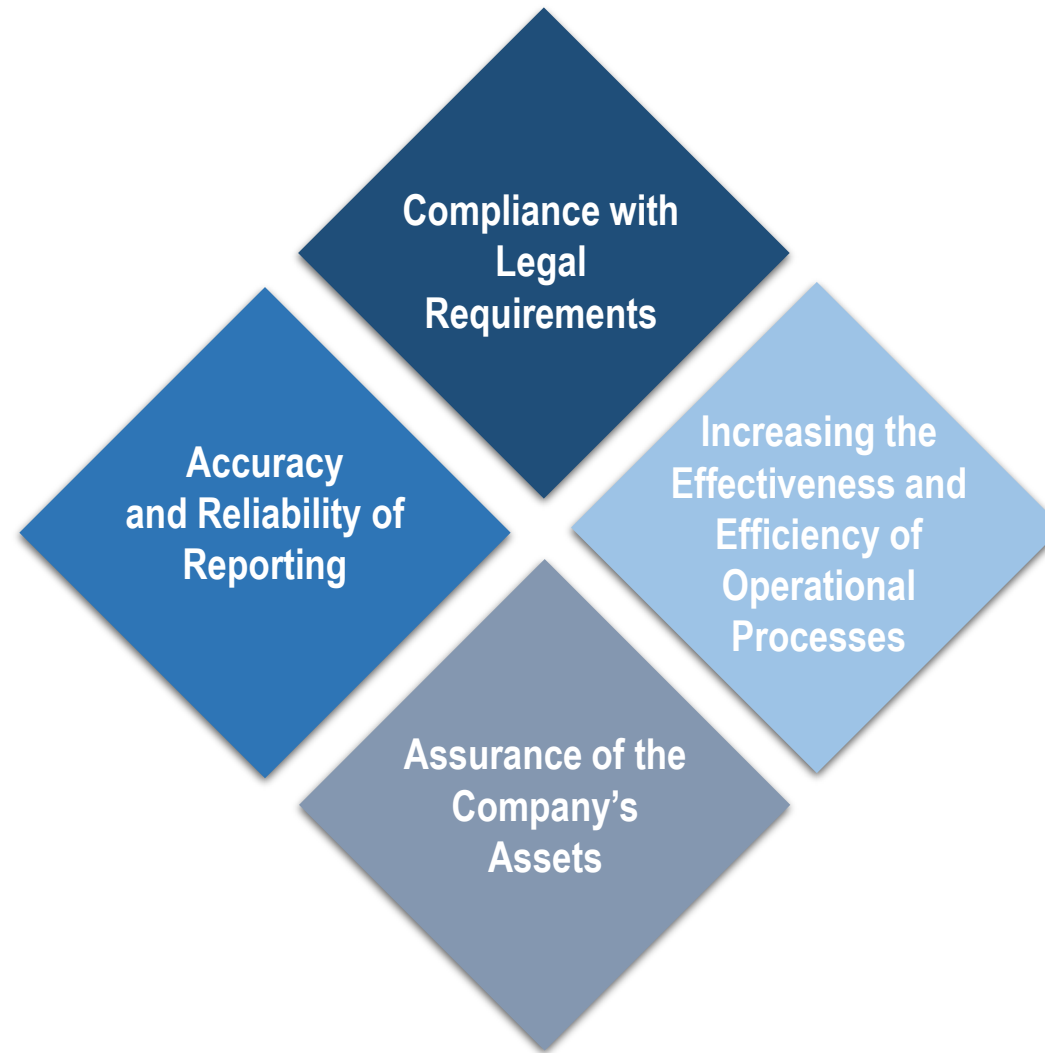 Compliance with
Legal
Requirements
Accuracy
and Reliability of
Reporting
Increasing the
Effectiveness and
Efficiency of
Operational
Processes
Assurance of the
Company’s
Assets